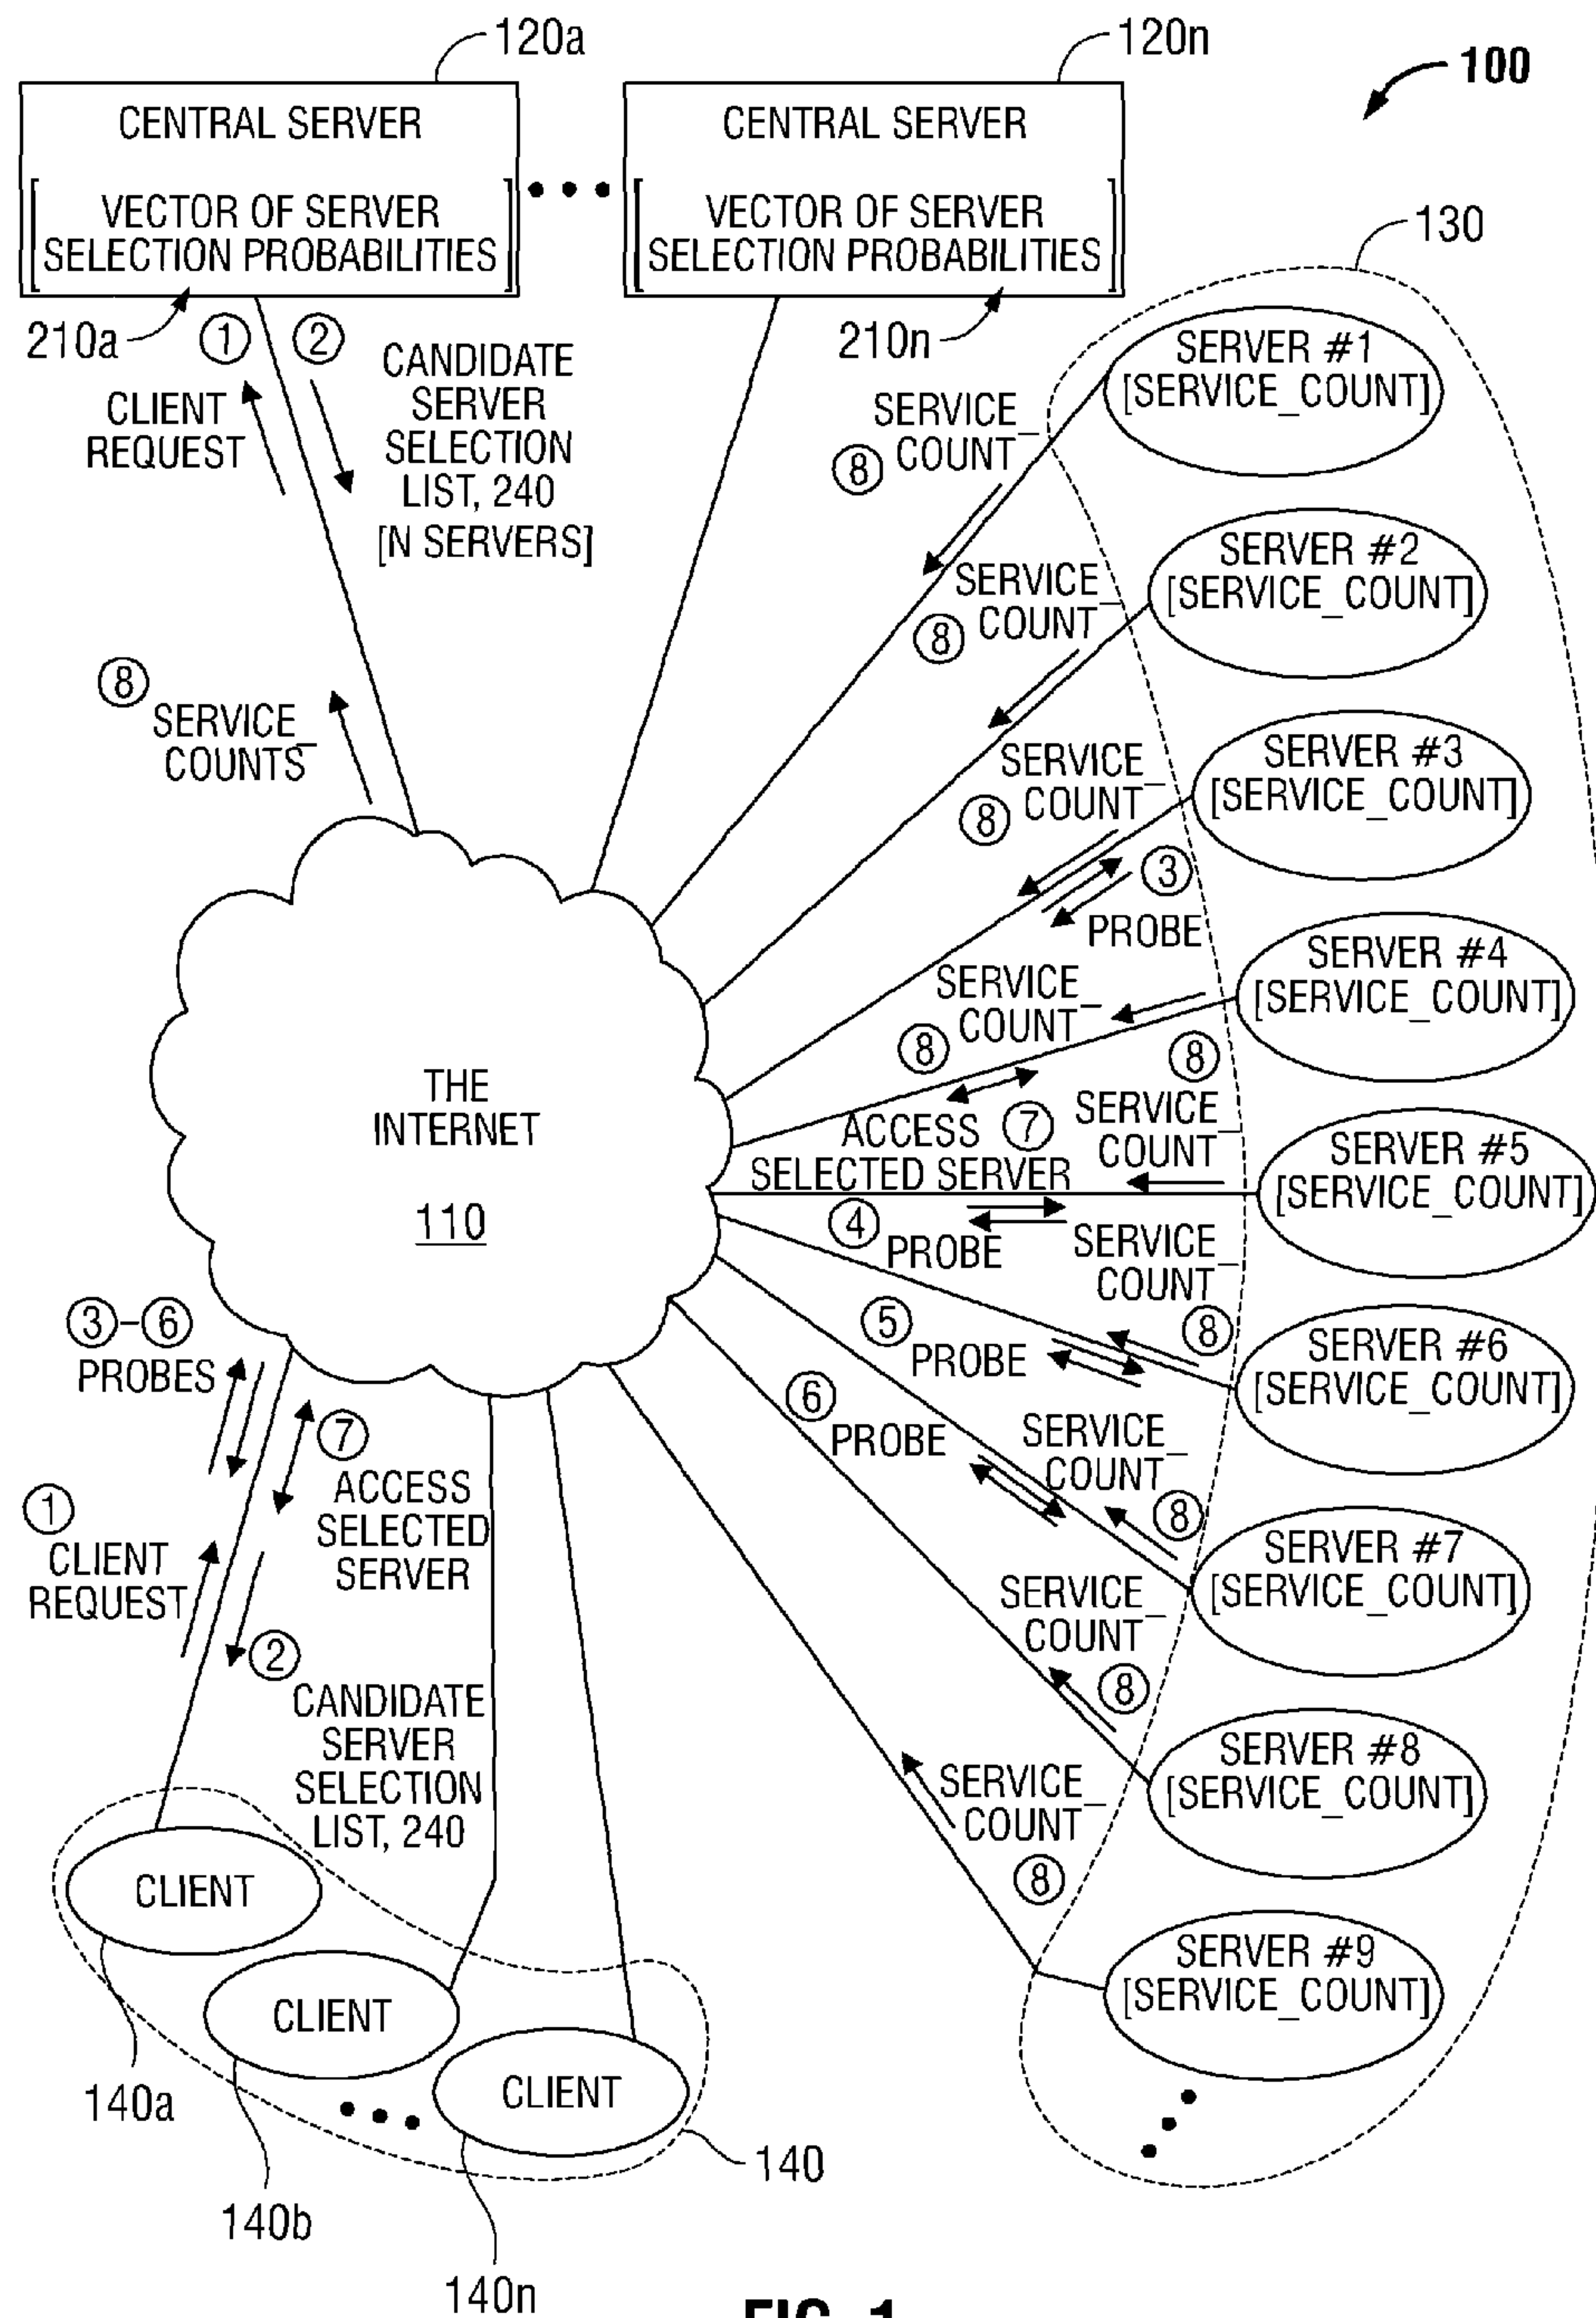 120a
120n
100
CENTRAL SERVER
VECTOR OF SERVER
SELECTION PROBABILITIES
CENTRAL SERVER
VECTOR OF SERVER
SELECTION PROBABILITIES
210a
210n
130
1
CLIENT
REQUEST
2
CANDIDATE
SERVER
SELECTION
LIST, 240
[N SERVERS]
8
SERVICE_
COUNTS
SERVER #1
[SERVICE_COUNT]
SERVICE_
COUNT
8
SERVER #2
[SERVICE_COUNT]
SERVICE_
COUNT
8
SERVER #3
[SERVICE_COUNT]
SERVICE_
COUNT
8
3
PROBE
SERVER #4
[SERVICE_COUNT]
SERVICE_
COUNT
8
ACCESS 7
SELECTED SERVER
8
SERVICE_
COUNT
SERVER #5
[SERVICE_COUNT]
4
PROBE
SERVICE_
COUNT
8
SERVER #6
[SERVICE_COUNT]
5
PROBE
SERVICE_
COUNT
8
SERVER #7
[SERVICE_COUNT]
6
PROBE
SERVICE_
COUNT
8
SERVER #8
[SERVICE_COUNT]
SERVICE_
COUNT
8
SERVER #9
[SERVICE_COUNT]
THE
INTERNET
110
3-6
PROBES
7
ACCESS
SELECTED
SERVER
1
CLIENT
REQUEST
2
CANDIDATE
SERVER
SELECTION
LIST, 240
CLIENT
CLIENT
CLIENT
140a
140b
140n
140
FIG. 1